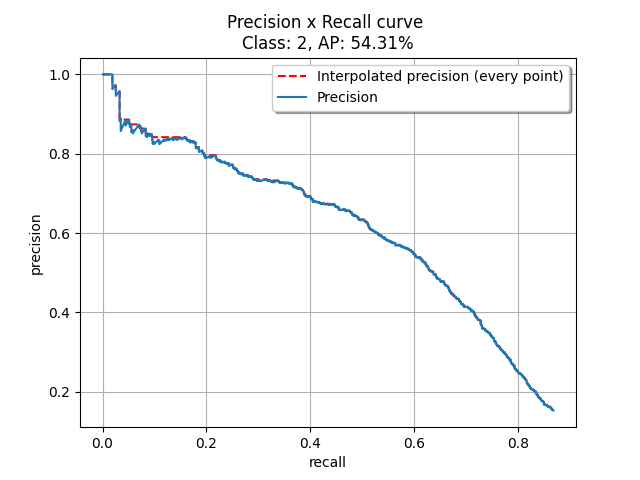 Precision x Recall curve
Class: 2, AP: 54.31%
Interpolated precision (every point)
Precision
1.0
0.8
0.6
0.4
0.2
precision
0.0 0.2 0.4 0.6 0.8
recall